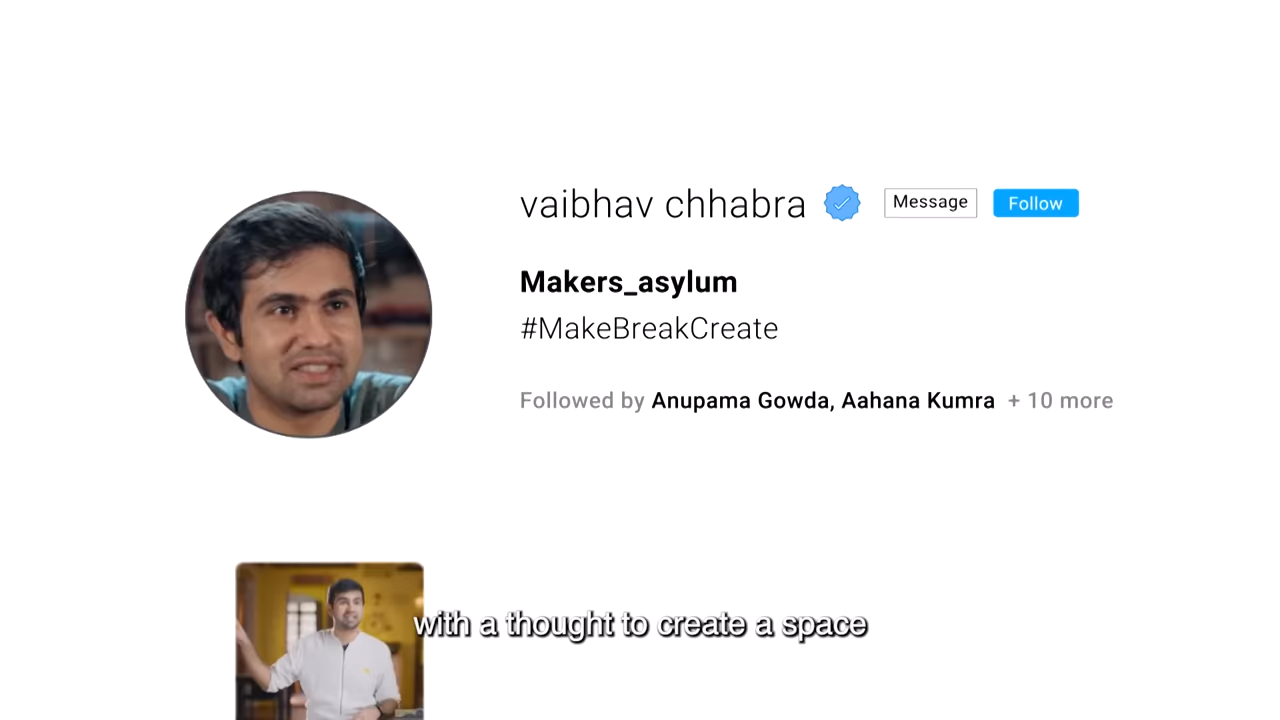 vaibhav chhabra
Message
Follow
Makers_asylum
#MakeBreakCreate
Followed by Anupama Gowda, Aahana Kumra + 10 more
with a thought to create a space